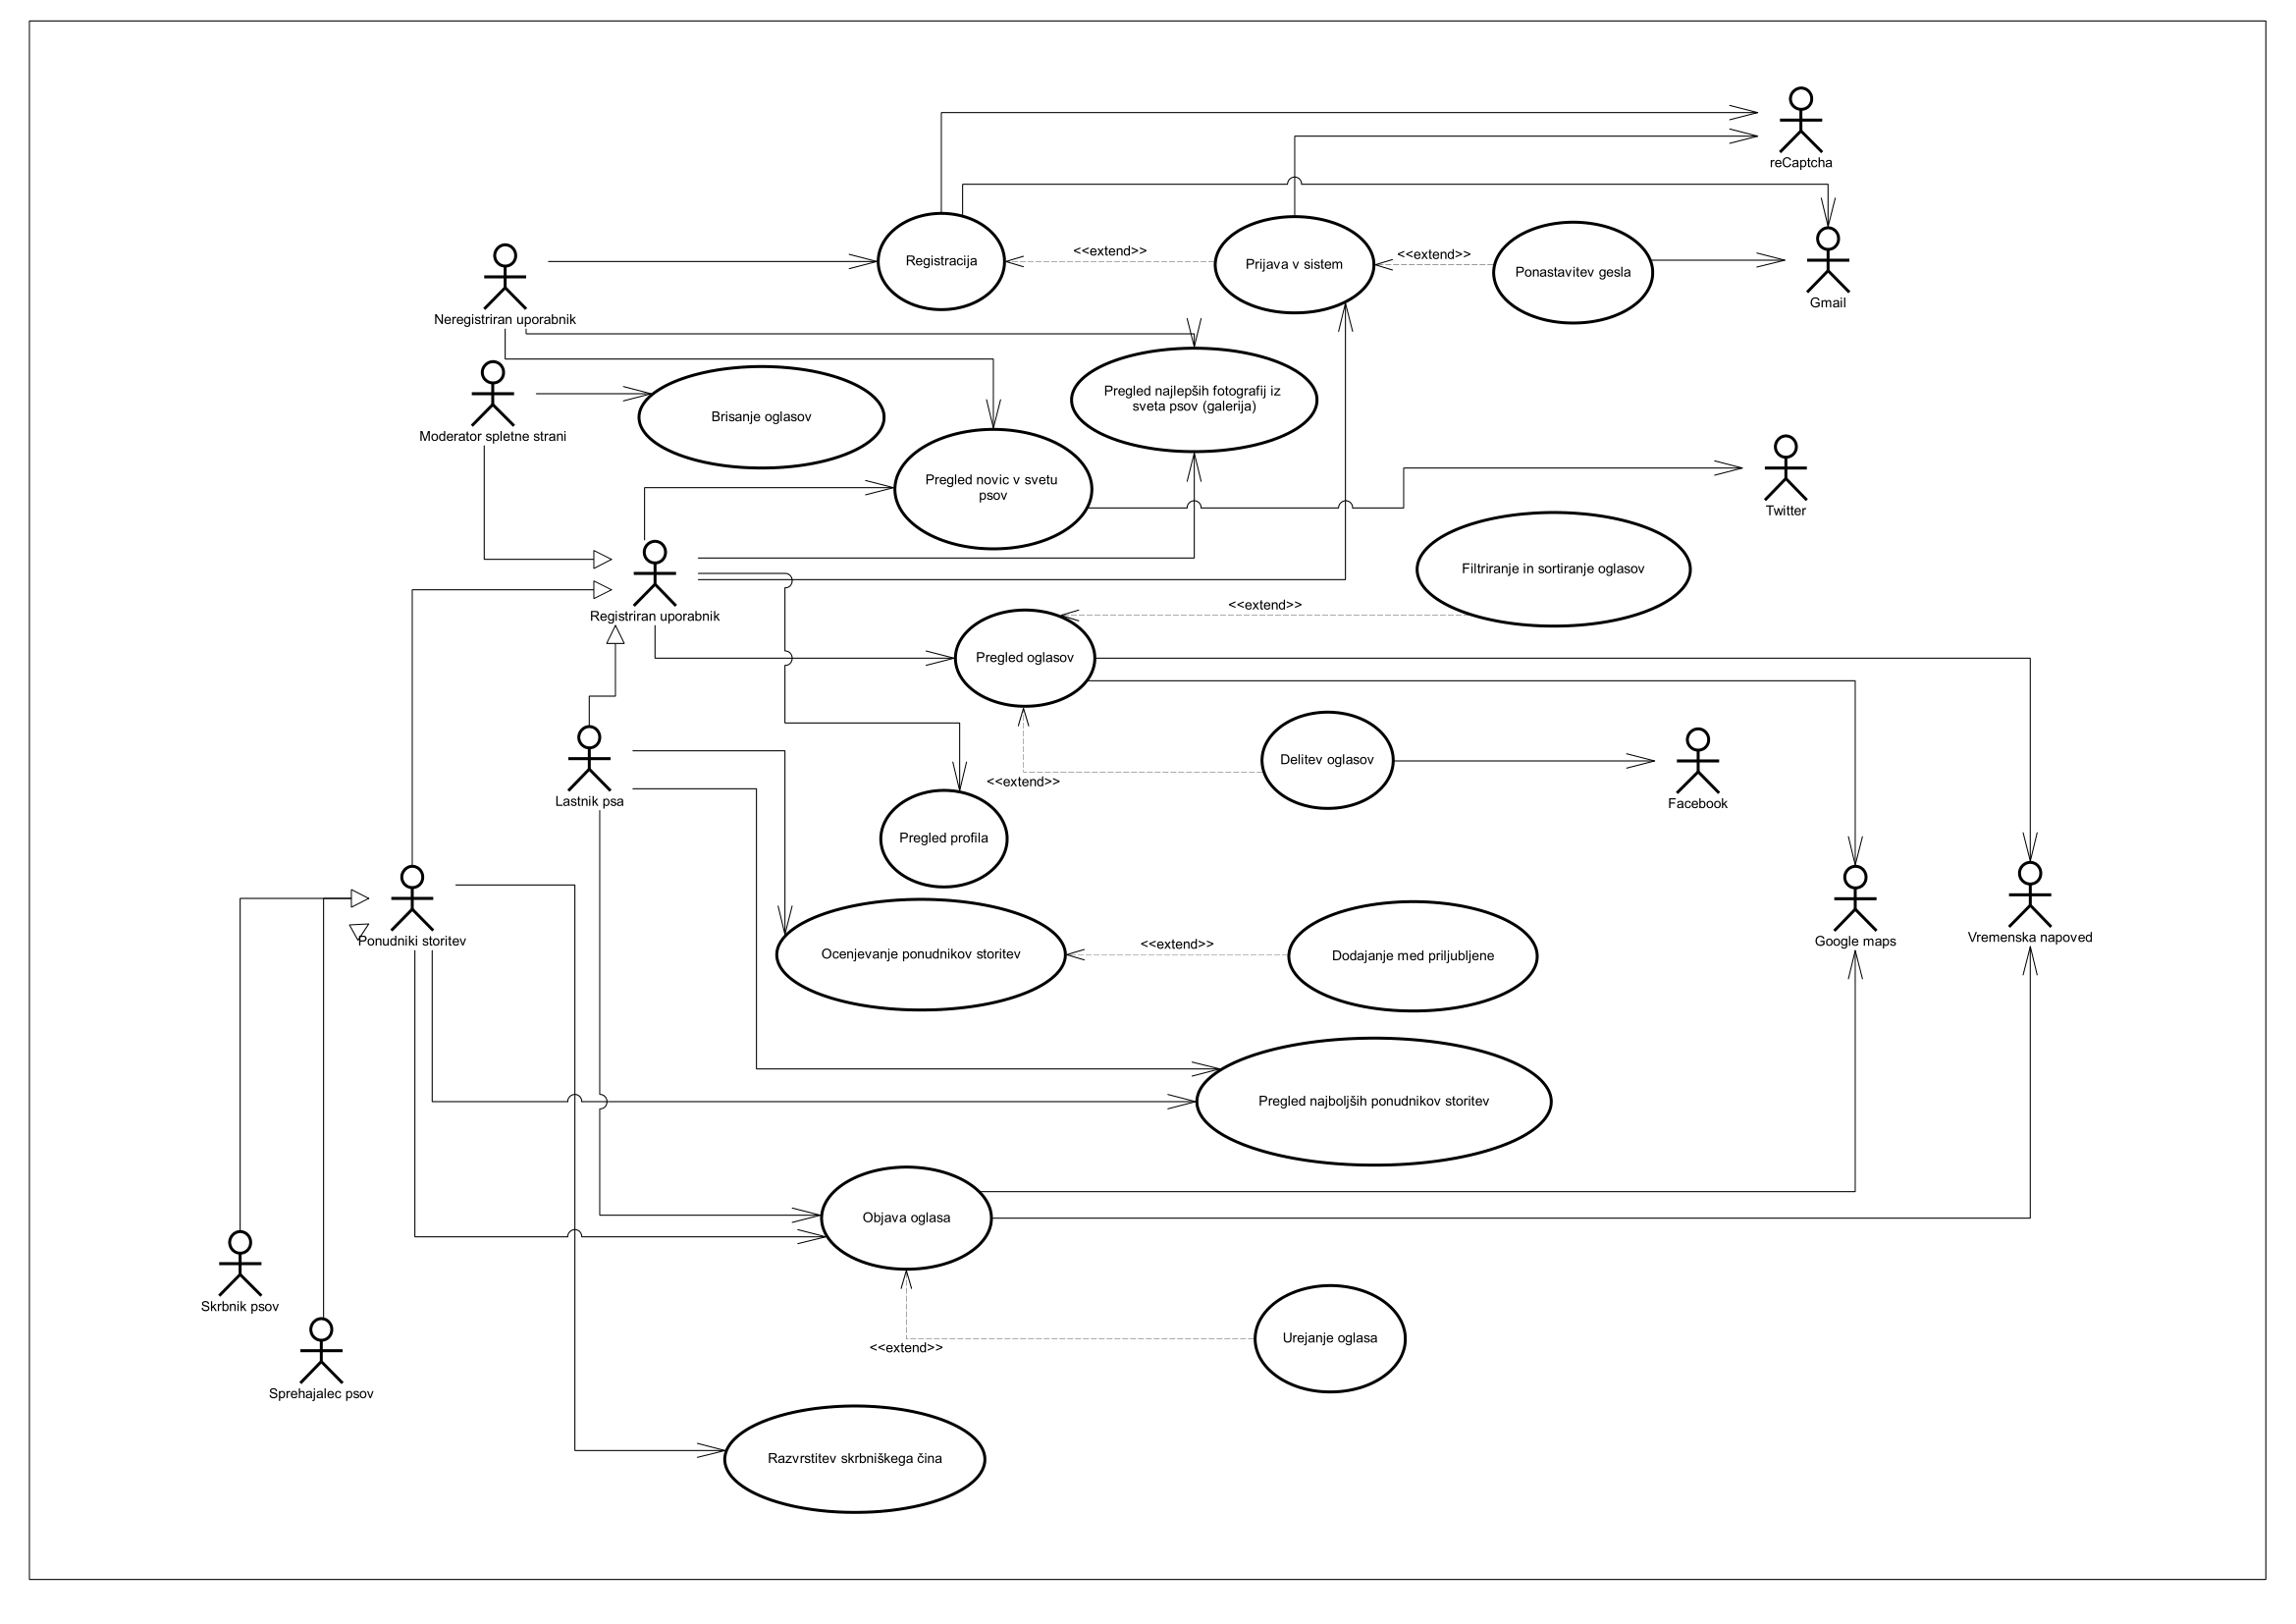 reCaptcha
<<extend>>
<<extend>>
Registracija
Prijava v sistem
Ponastavitev gesla
Gmail
Neregistriran uporabnik
Pregled najlepših fotografij iz
sveta psov (galerija)
Brisanje oglasov
Moderator spletne strani
Pregled novic v svetu
psov
Twitter
Filtriranje in sortiranje oglasov
<<extend>>
Registriran uporabnik
Pregled oglasov
Delitev oglasov
<<extend>>
Lastnik psa
Facebook
Pregled profila
Ponudniki storitev
Ocenjevanje ponudnikov storitev
<<extend>>
Dodajanje med priljubljene
Google maps
Vremenska napoved
Pregled najboljših ponudnikov storitev
Objava oglasa
Skrbnik psov
<<extend>>
Urejanje oglasa
Sprehajalec psov
Razvrstitev skrbniškega čina